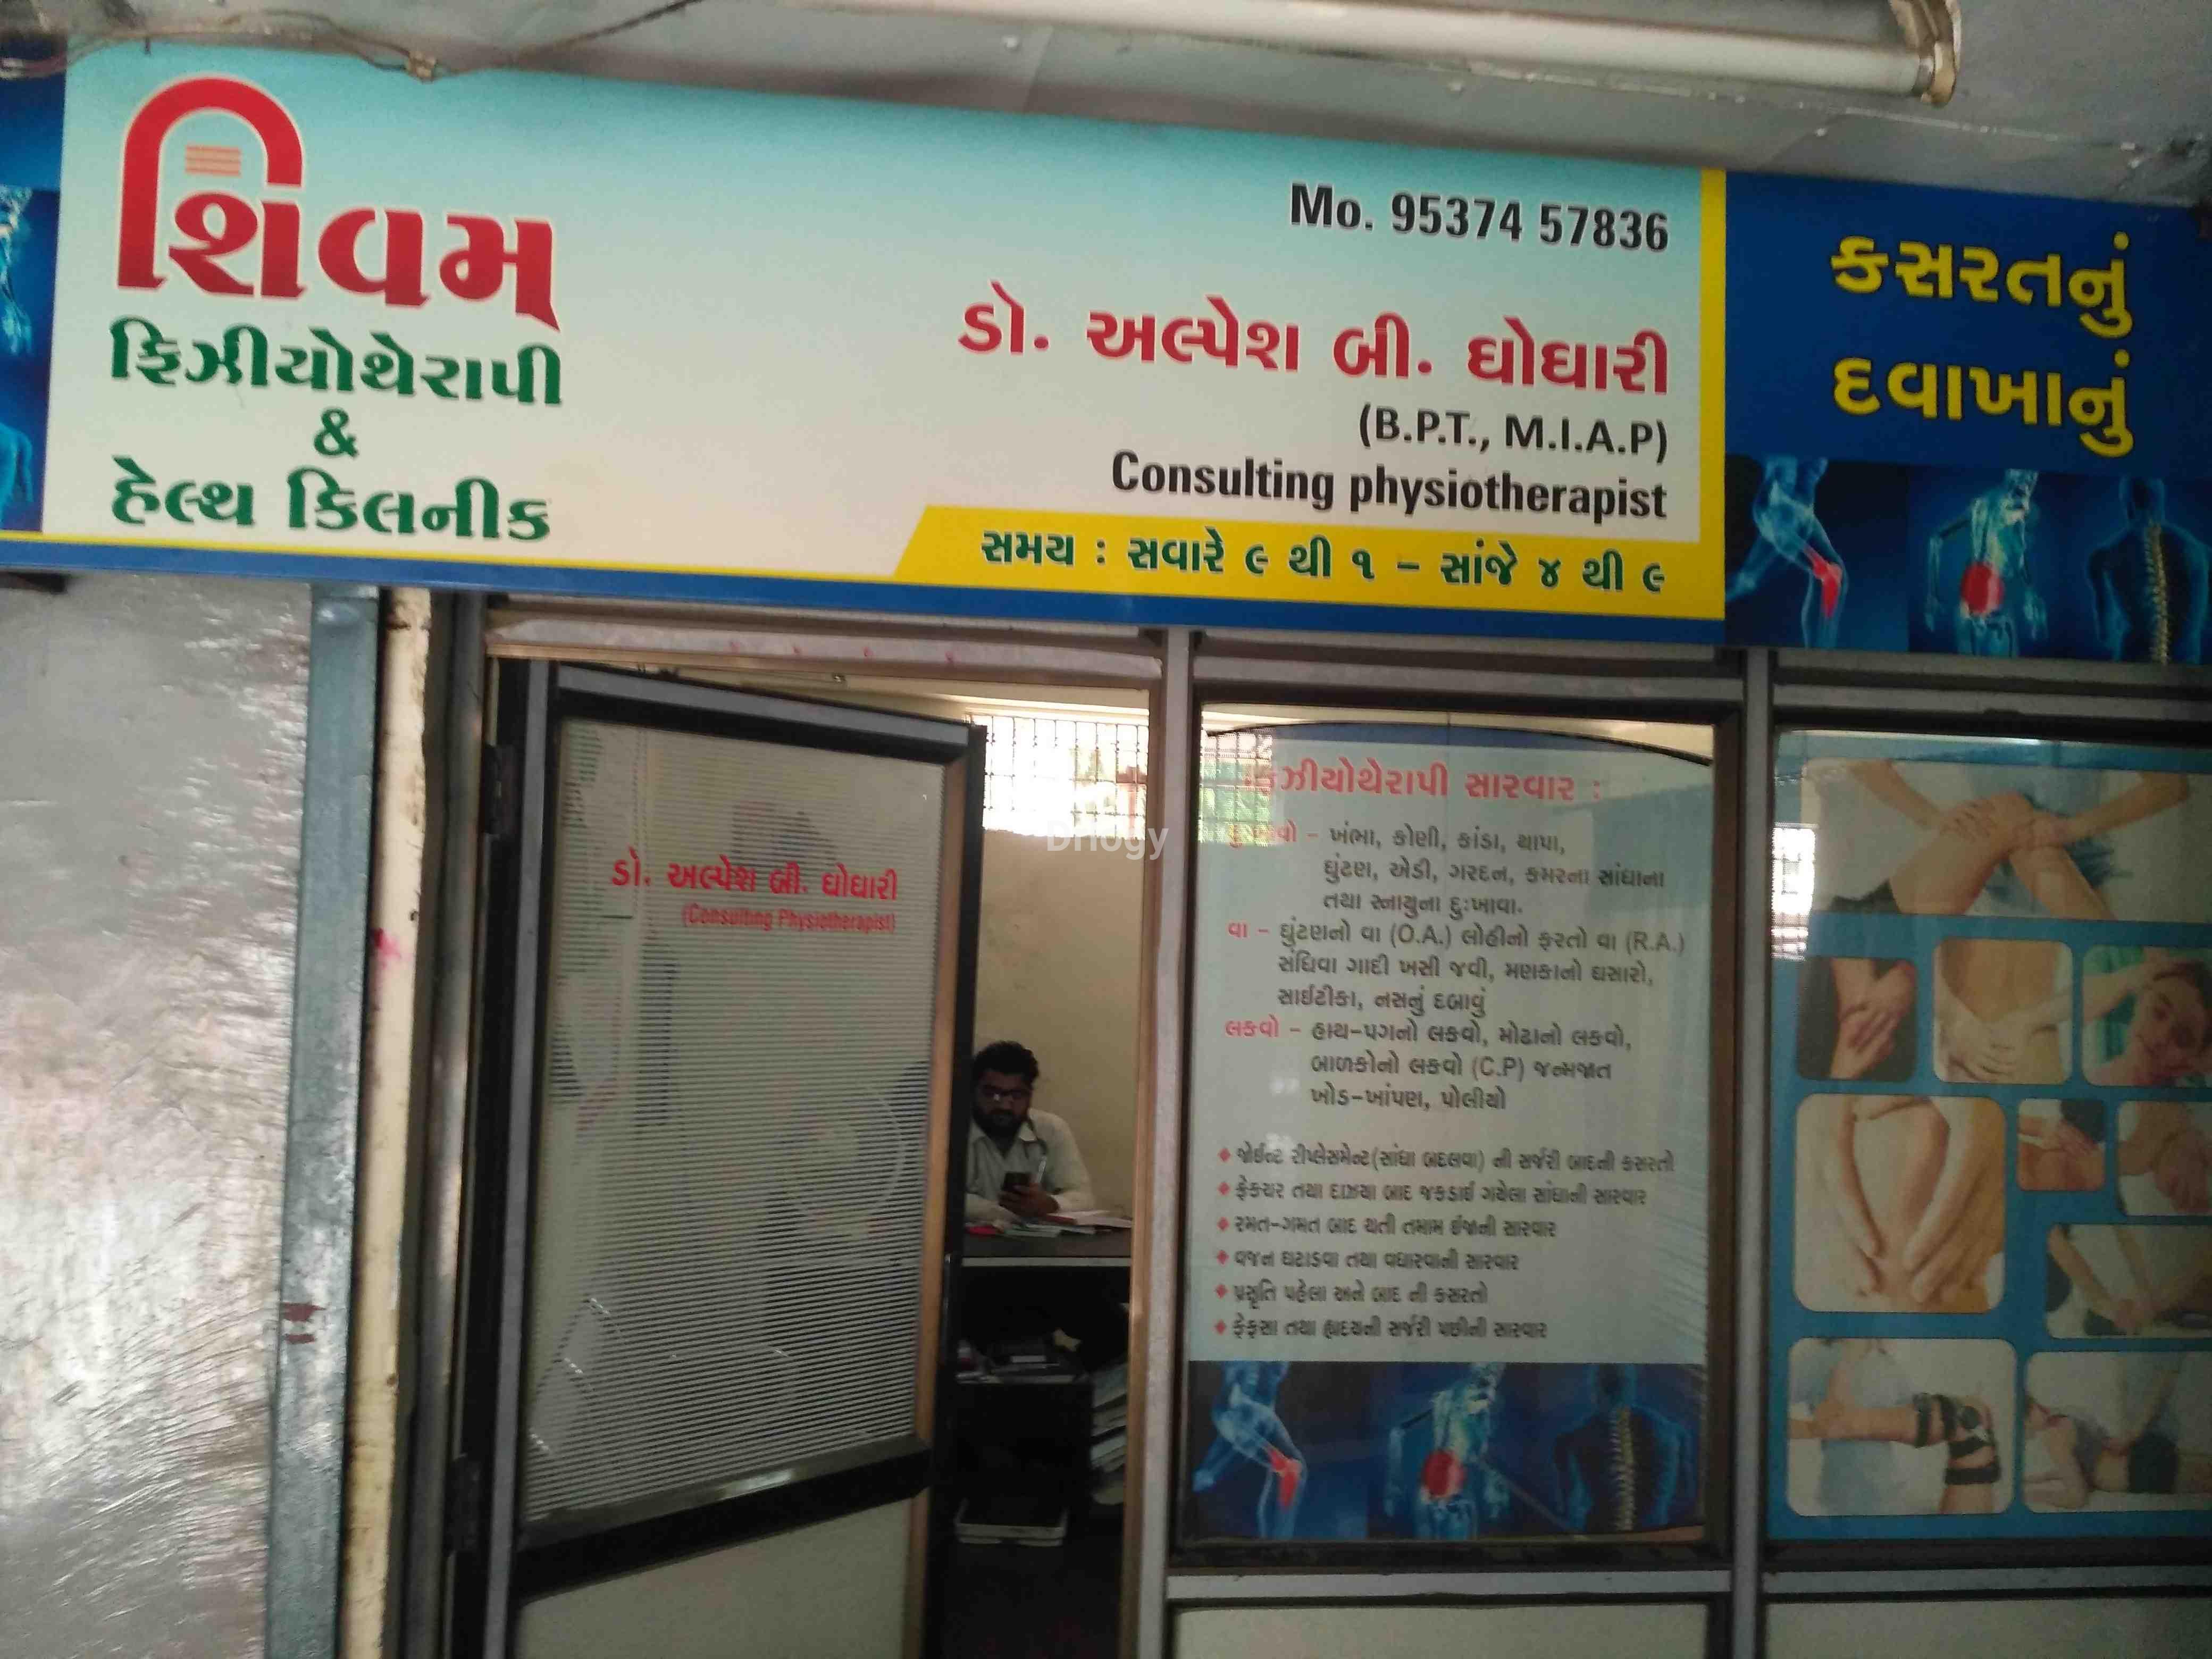 શિવમ્
ફિઝીયોથેરાપી
&
હેલ્થ કિલનીક
Mo. 95374 57836
ડો. અલ્પેશ બી. ઘોઘારી
(B.P.T., M.I.A.P)
Consulting physiotherapist
સમય : સવારે ૯ થી ૧ - સાંજે ૪ થી ૯
કસરતનું
દવાખાનું
ડો. અલ્પેશ બી. ઘોઘારી
(Consulting Physiotherapist)
Dnogy
ફિઝીયોથેરાપી સારવાર :
દુઃખાવો - ખંભા, કોણી, કાંડા, થાપા,
ઘુંટણ, એડી, ગરદન, કમરના સાંધાના
તથા સ્નાયુના દુઃખાવા.
વા - ઘુંટણનો વા (O.A.) લોહીનો ફરતો વા (R.A.)
સંધિવા ગાદી ખસી જવી, મણકાનો ઘસારો,
સાઈટીકા, નસનું દબાવું
લકવો - હાથ-પગનો લકવો, મોઢાનો લકવો,
બાળકોનો લકવો (C.P) જન્મજાત
ખોડ-ખાંપણ, પોલીયો
જોઈન્ટ રીપ્લેસમેન્ટ(સાંધા બદલવા) ની સર્જરી બાદની કસરતો
ફેકચર તથા દાઝયા બાદ જકડાઈ ગયેલા સાંધાની સારવાર
રમત-ગમત બાદ થતી તમામ ઈજાની સારવાર
વજન ઘટાડવા તથા વધારવાની સારવાર
પ્રસૂતિ પહેલા અને બાદ ની કસરતો
ફેફસા તથા હ્યદયની સર્જરી પછીની સારવાર